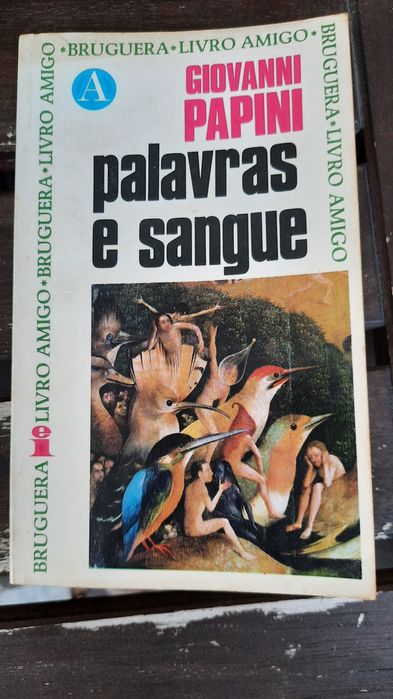 BRUGUERA*LIVRO AMIGO*BRUGUERA*LIVRO AMIGO
*BRUGUERA*LIVRO AMIGO*
BRUGUERA*LIVRO AMIGO
A
GIOVANNI
PAPINI
palavras
e sangue